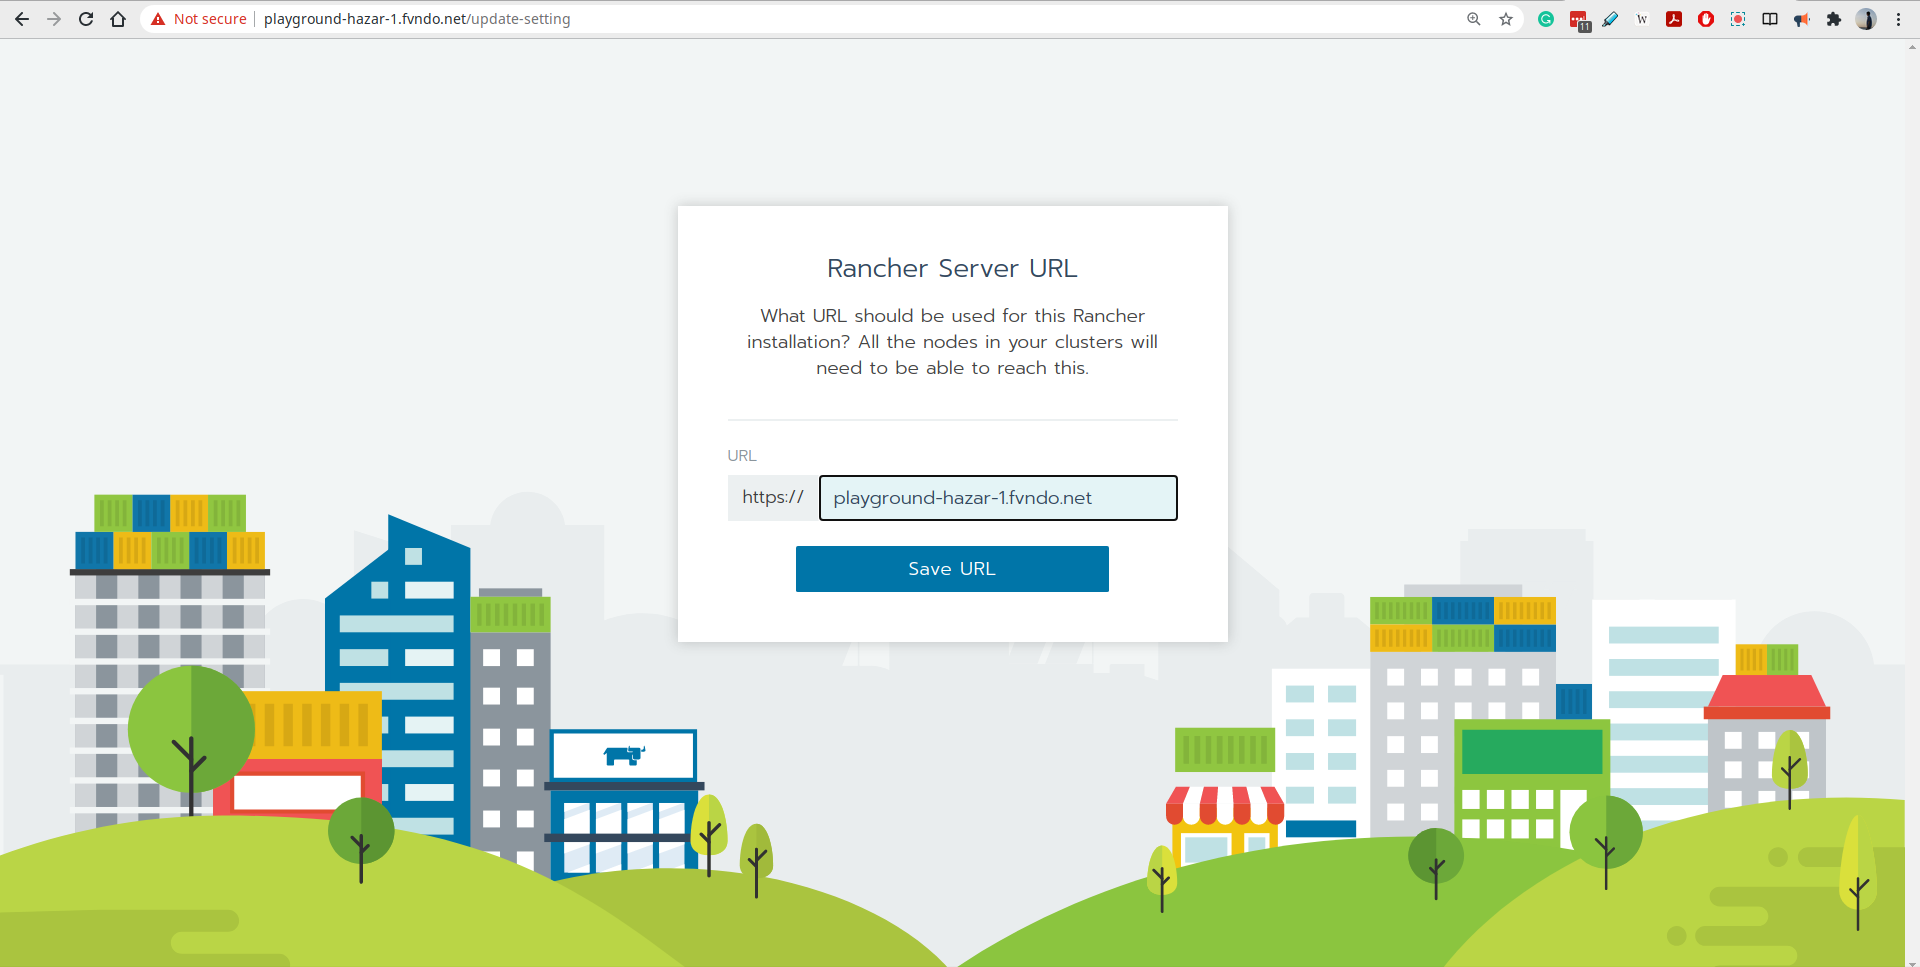 Not secure playground-hazar-1.fvndo.net/update-setting
11
W
Rancher Server URL
What URL should be used for this Rancher
installation? All the nodes in your clusters will
need to be able to reach this.
URL
https:// playground-hazar-1.fvndo.net
Save URL